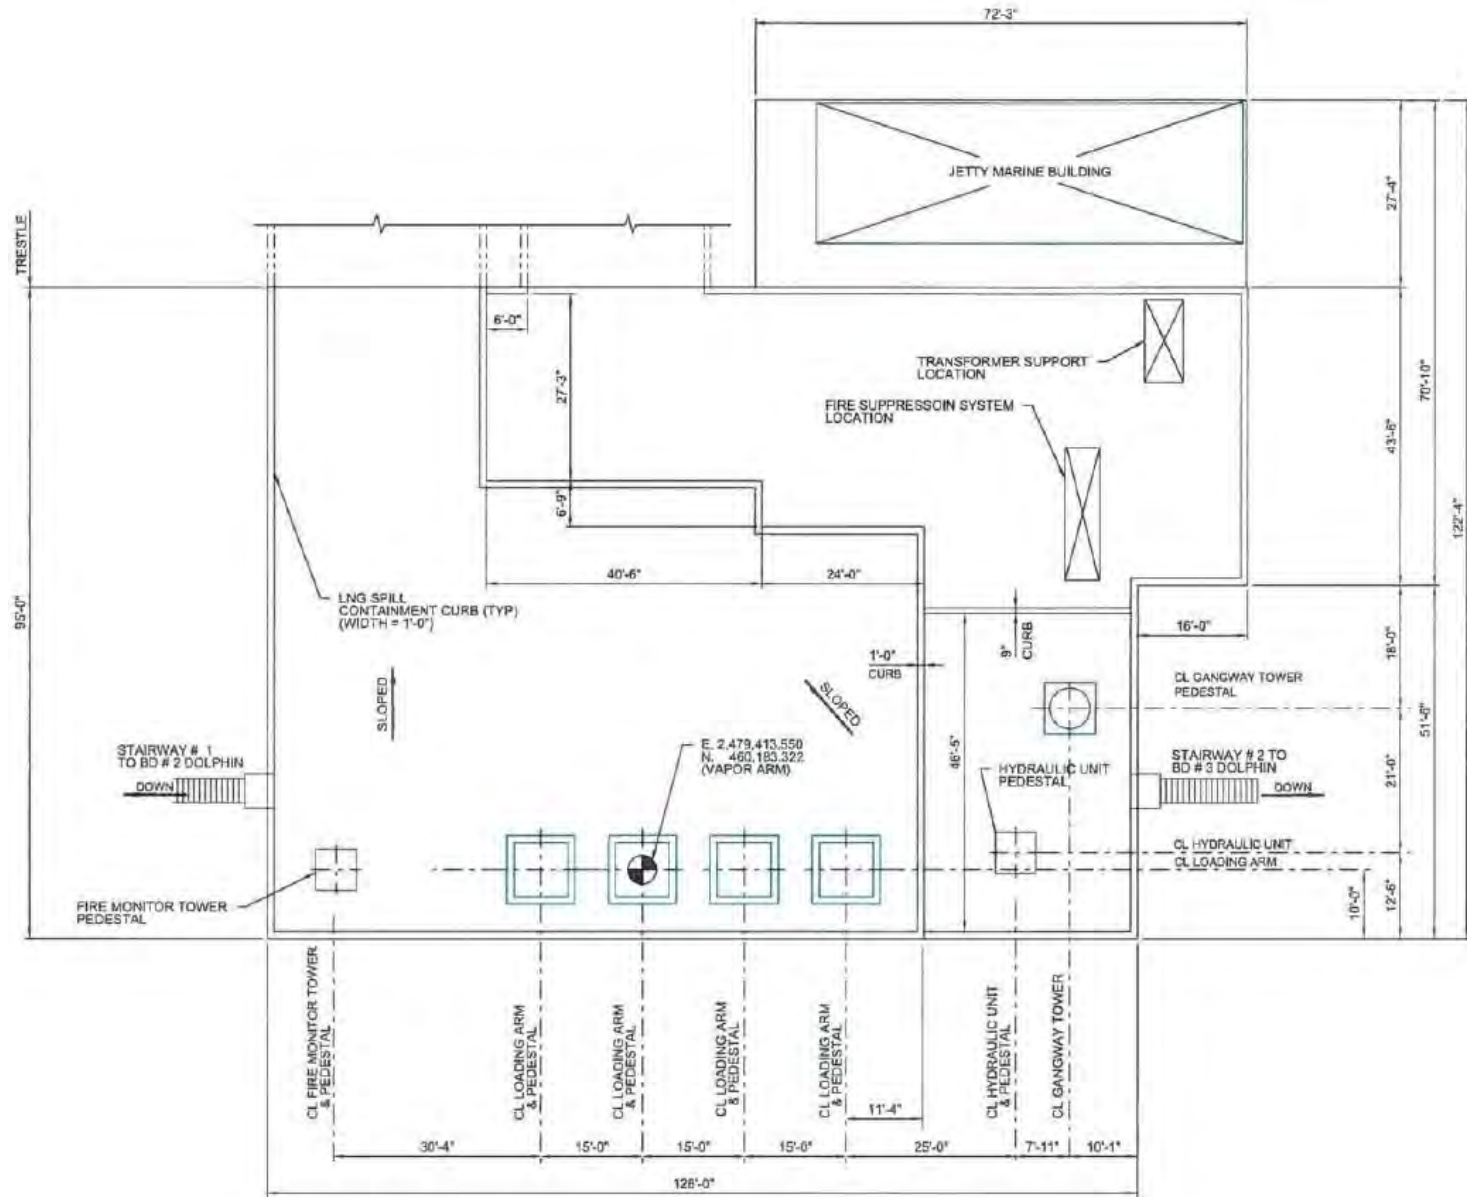 72'-3"
JETTY MARINE BUILDING
27'-4"
TRESTLE
6'-0"
27'-3"
TRANSFORMER SUPPORT
LOCATION
FIRE SUPPRESSOIN SYSTEM
LOCATION
43'-6"
70'-10"
122'-4"
6'-9"
95'-0"
40'-6"
24'-0"
LNG SPILL
CONTAINMENT CURB (TYP)
(WIDTH = 1'-0")
9"
CURB
16'-0"
18'-0"
1'-0"
CURB
SLOPED
SLOPED
CL GANGWAY TOWER
PEDESTAL
51'-6"
E. 2,479,413.550
N. 460,183.322
(VAPOR ARM)
46'-5"
STAIRWAY # 1
TO BD # 2 DOLPHIN
DOWN
HYDRAULIC UNIT
PEDESTAL
STAIRWAY # 2 TO
BD # 3 DOLPHIN
DOWN
21'-0"
CL HYDRAULIC UNIT
CL LOADING ARM
10'-0"
12'-6"
FIRE MONITOR TOWER
PEDESTAL
CL FIRE MONITOR TOWER
& PEDESTAL
CL LOADING ARM
& PEDESTAL
CL LOADING ARM
& PEDESTAL
CL LOADING ARM
& PEDESTAL
CL LOADING ARM
& PEDESTAL
CL HYDRAULIC UNIT
& PEDESTAL
CL GANGWAY TOWER
11'-4"
30'-4"
15'-0"
15'-0"
15'-0"
25'-0"
7'-11"
10'-1"
128'-0"